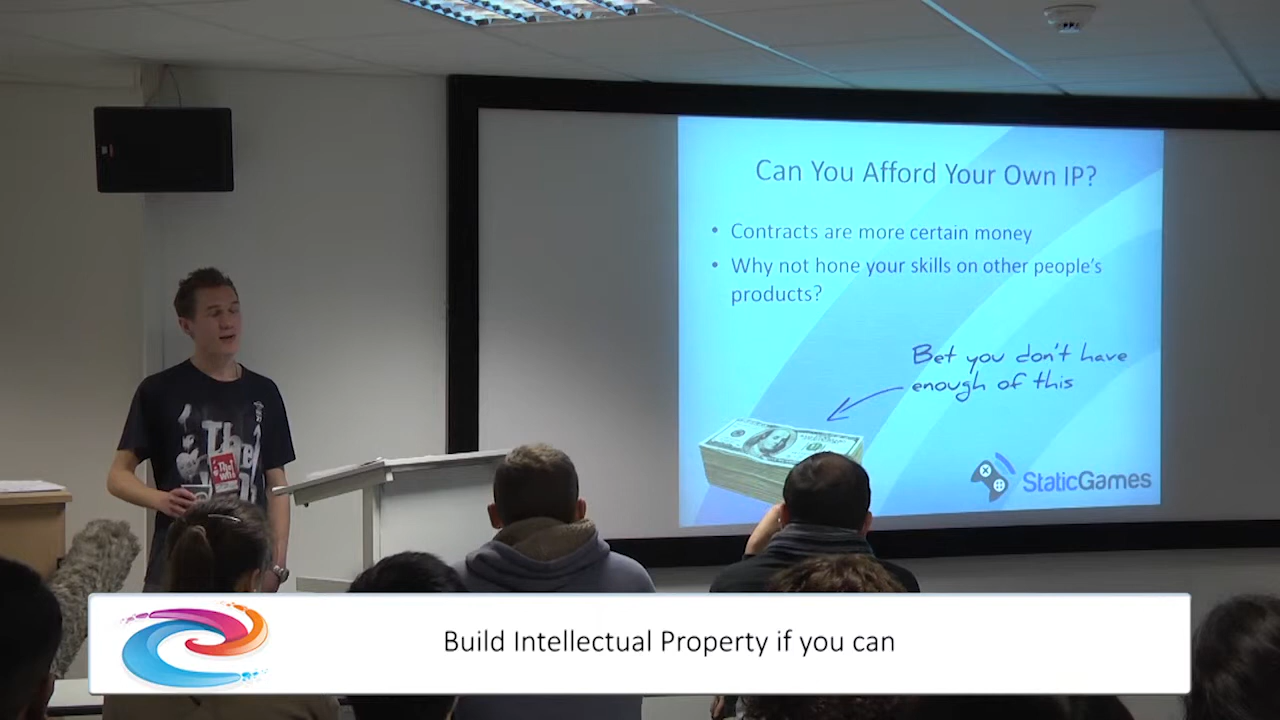 Can You Afford Your Own IP?
• Contracts are more certain money
• Why not hone your skills on other people's
products?
Bet you don't have
enough of this
StaticGames
Build Intellectual Property if you can